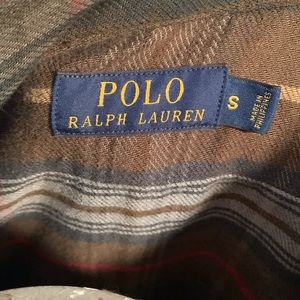 POLO
RALPH LAUREN
S
MADE IN
PHILIPPINES